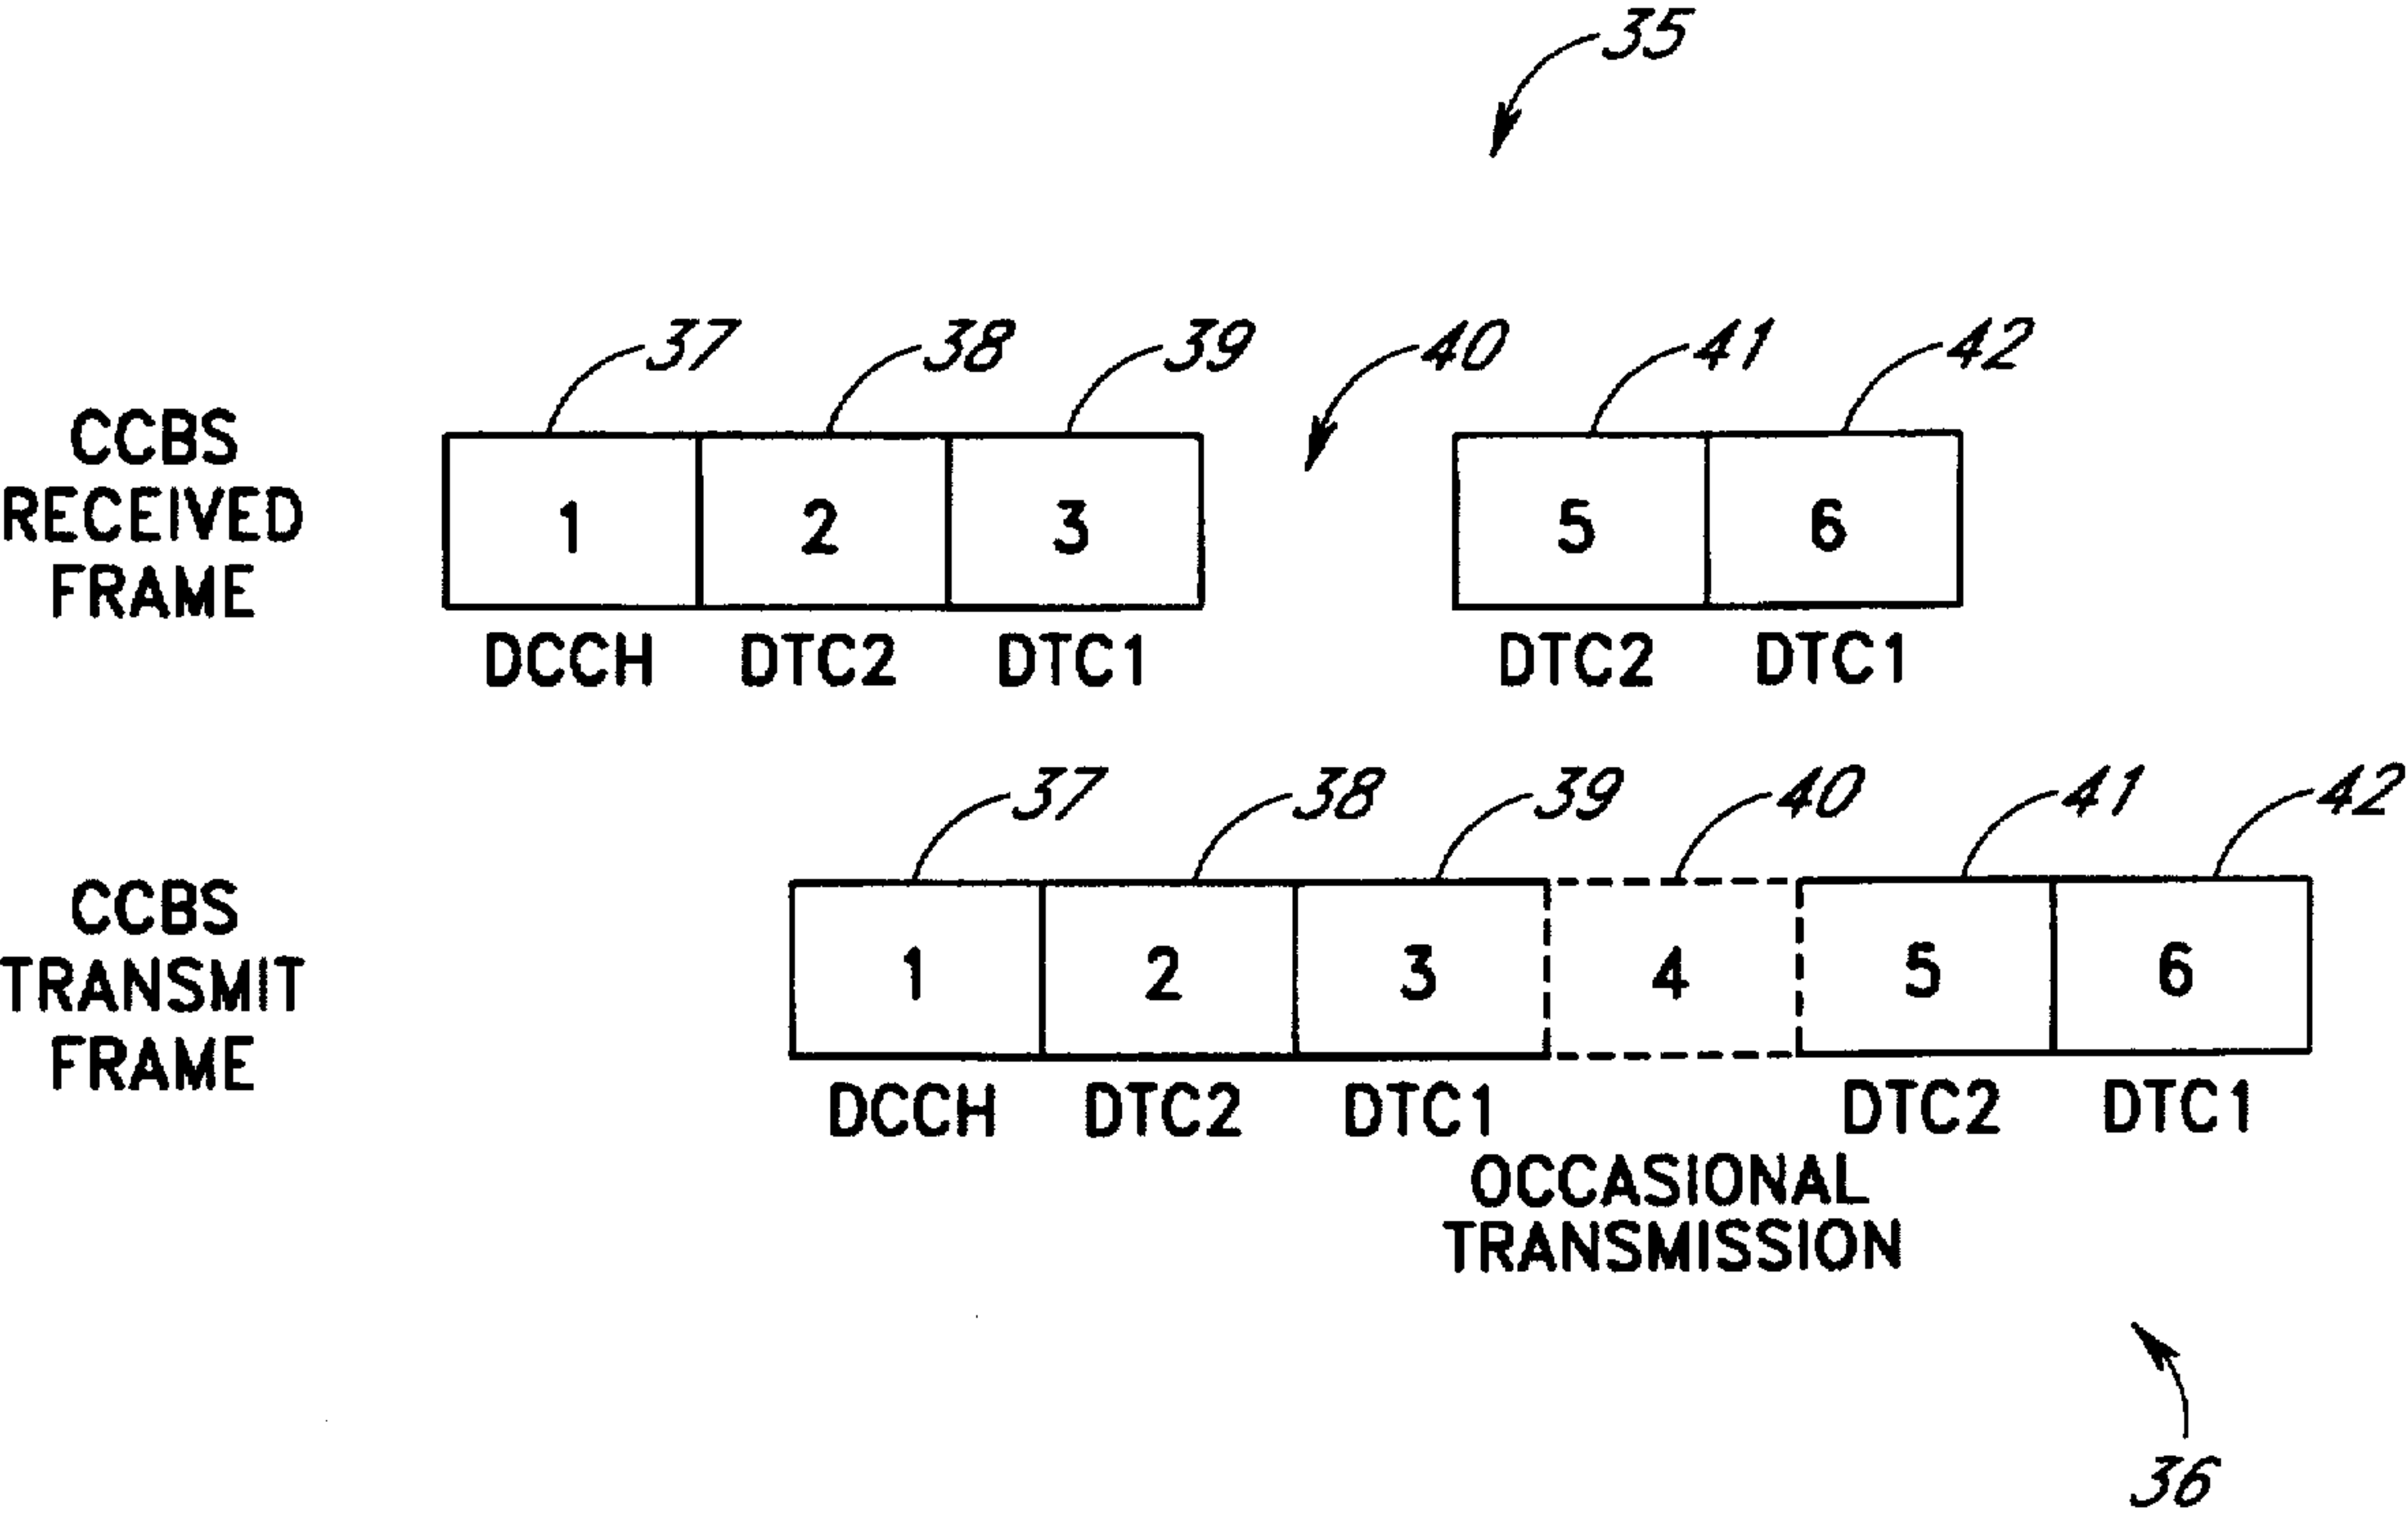 35
37 38 39 40 41 42
CCBS
RECEIVED
FRAME
1 2 3 5 6
DCCH DTC2 DTC1 DTC2 DTC1
37 38 39 40 41 42
CCBS
TRANSMIT
FRAME
1 2 3 4 5 6
DCCH DTC2 DTC1 DTC2 DTC1
OCCASIONAL
TRANSMISSION
36